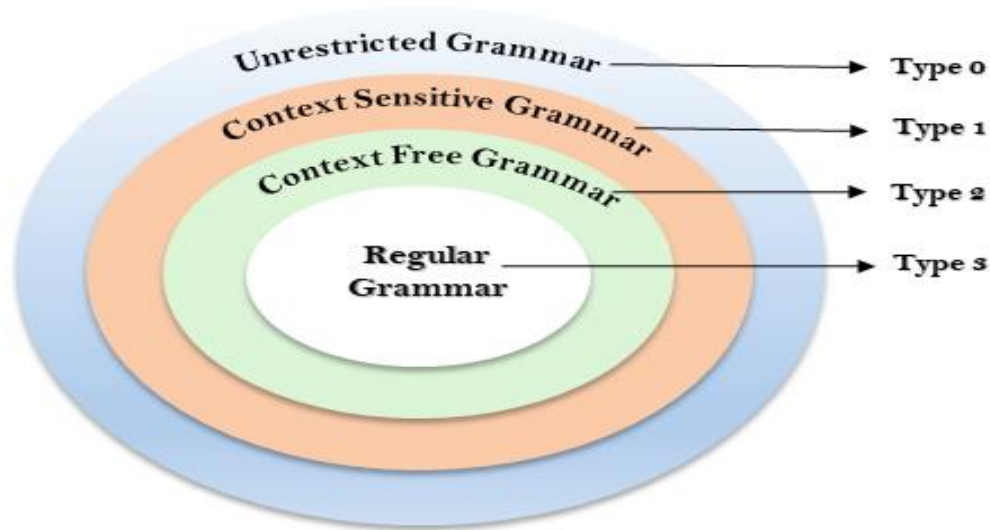 Unrestricted Grammar
Type 0
Context Sensitive Grammar
Type 1
Context Free Grammar
Type 2
Regular
Grammar
Type 3